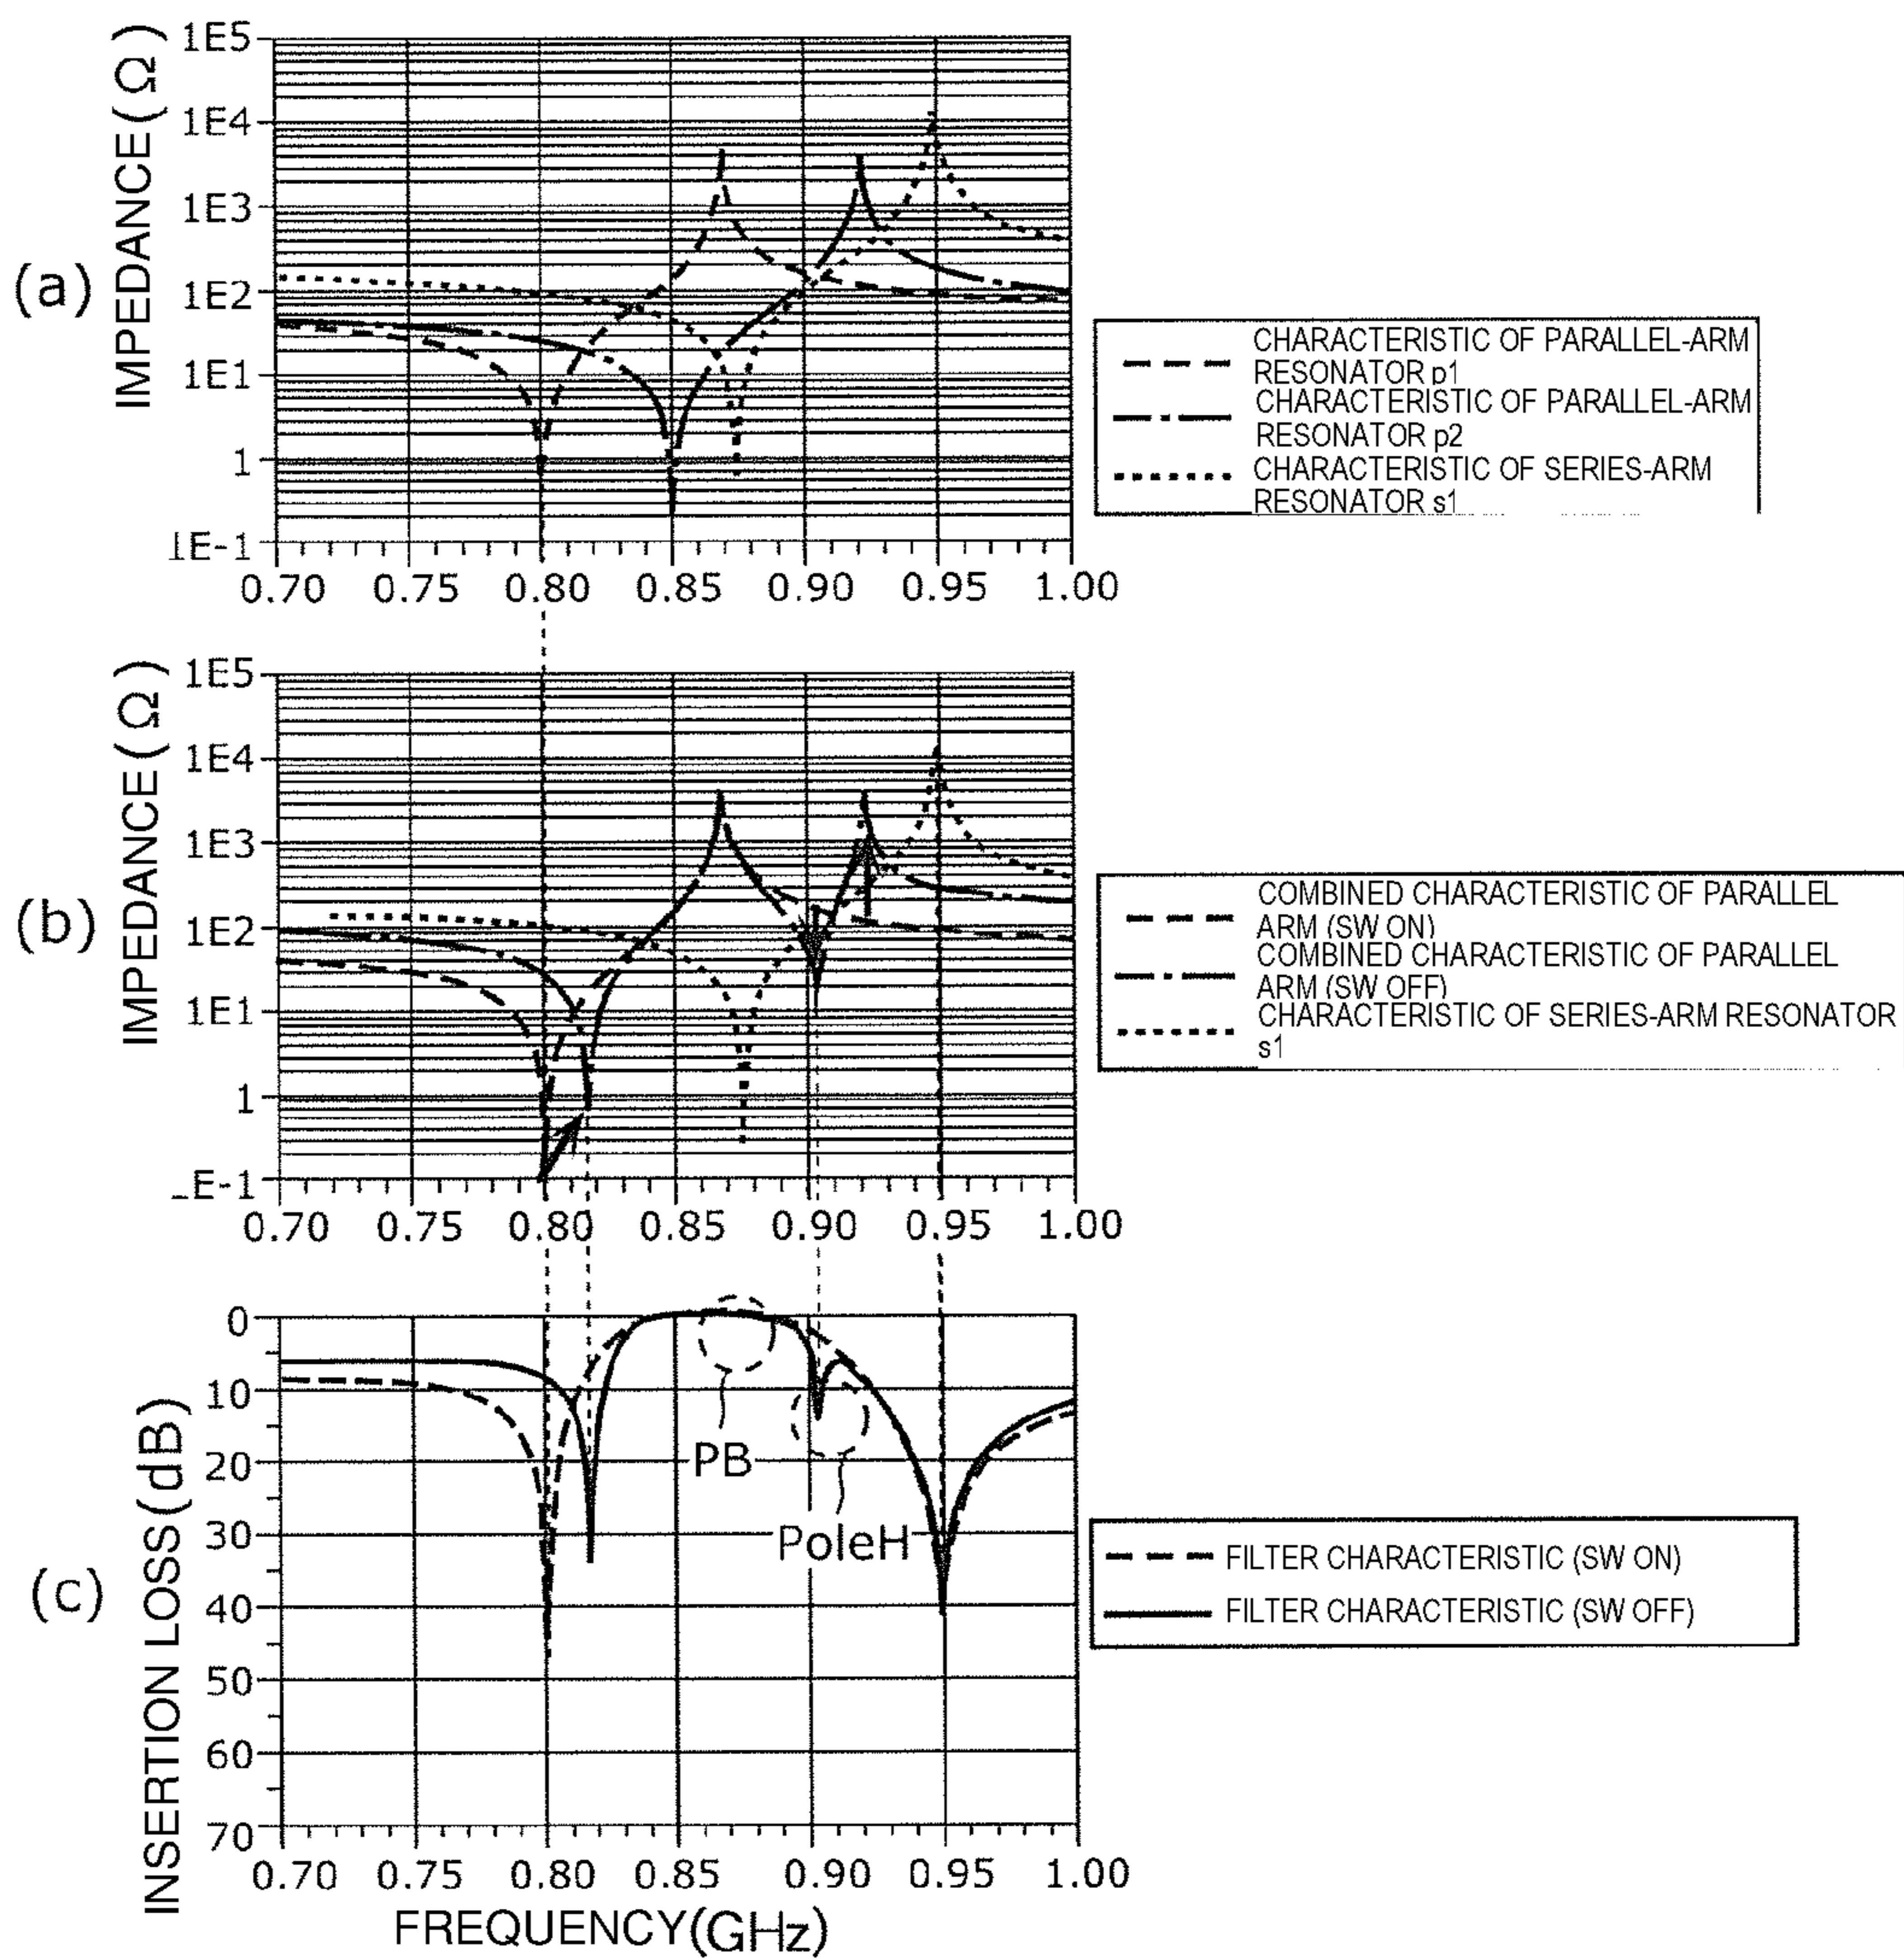 (a)
IMPEDANCE(Ω)
1E5
1E4
1E3
1E2
1E1
1
1E-1
0.70 0.75 0.80 0.85 0.90 0.95 1.00
CHARACTERISTIC OF PARALLEL-ARM
RESONATOR p1
CHARACTERISTIC OF PARALLEL-ARM
RESONATOR p2
CHARACTERISTIC OF SERIES-ARM
RESONATOR s1
(b)
IMPEDANCE(Ω)
1E5
1E4
1E3
1E2
1E1
1
1E-1
0.70 0.75 0.80 0.85 0.90 0.95 1.00
COMBINED CHARACTERISTIC OF PARALLEL
ARM (SW ON)
COMBINED CHARACTERISTIC OF PARALLEL
ARM (SW OFF)
CHARACTERISTIC OF SERIES-ARM RESONATOR
s1
(c)
INSERTION LOSS(dB)
0
10
20
30
40
50
60
70
PB
PoleH
0.70 0.75 0.80 0.85 0.90 0.95 1.00
FREQUENCY(GHz)
FILTER CHARACTERISTIC (SW ON)
FILTER CHARACTERISTIC (SW OFF)